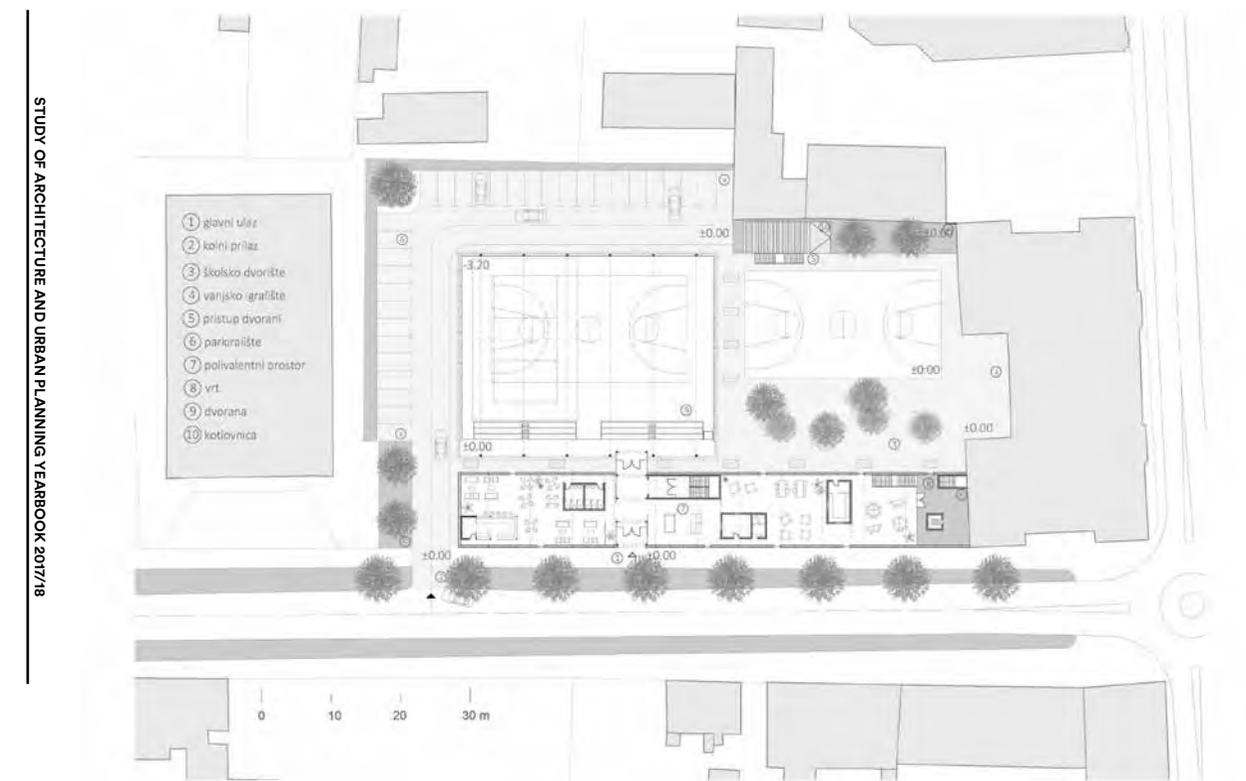 STUDY OF ARCHITECTURE AND URBAN PLANNING YEARBOOK 2017/18
1 glavni ulaz
2 kolni prilaz
3 školsko dvorište
4 vanjsko igralište
5 pristup dvorani
6 parkiralište
7 polivalentni prostor
8 vrt
9 dvorana
10 kotlovnica
±0.00
±0.00
-3.20
±0:00
±0.00
±0.00
±0.00
±0.00
0 10 20 30 m